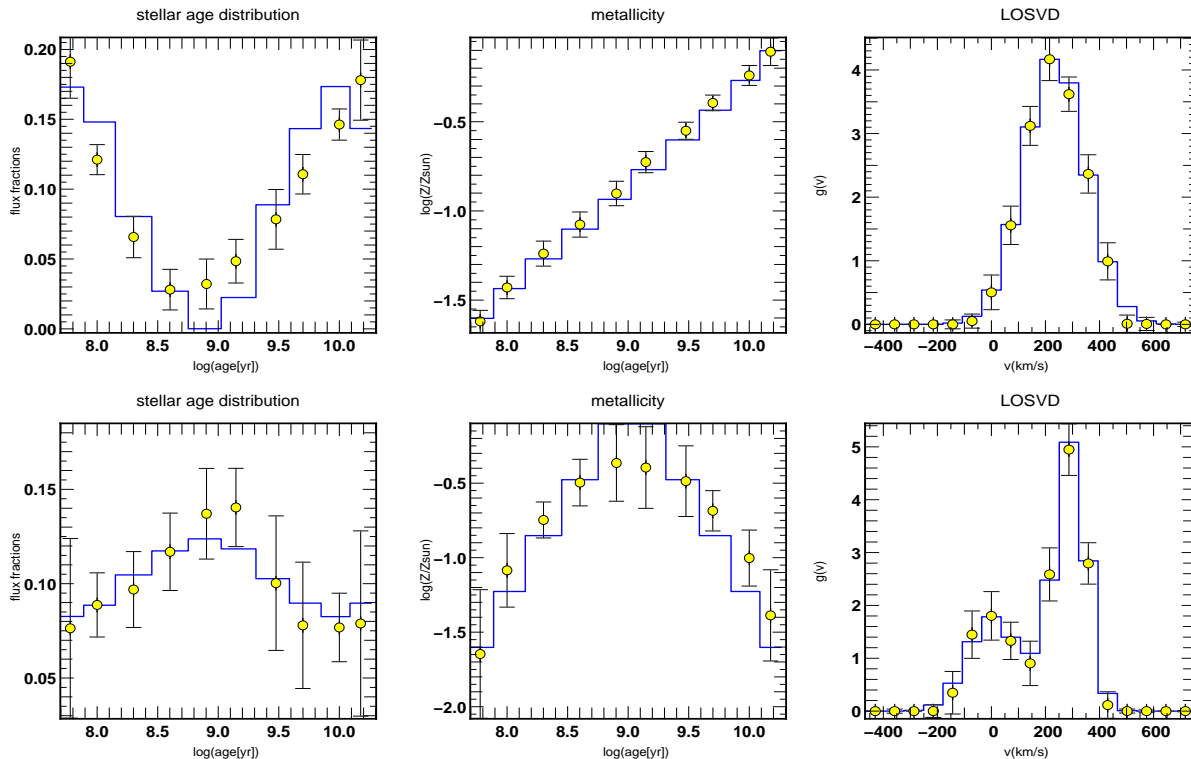 stellar age distribution metallicity LOSVD
0.20
0.15
0.10
0.05
0.00
flux fractions
8.0 8.5 9.0 9.5 10.0
log(age[yr])
−0.5
−1.0
−1.5
log(Z/Zsun)
8.0 8.5 9.0 9.5 10.0
log(age[yr])
4
2
0
g(v)
−400 −200 0 200 400 600
v(km/s)
stellar age distribution metallicity LOSVD
0.15
0.10
0.05
flux fractions
8.0 8.5 9.0 9.5 10.0
log(age[yr])
−0.5
−1.0
−1.5
−2.0
log(Z/Zsun)
8.0 8.5 9.0 9.5 10.0
log(age[yr])
5
4
3
2
1
0
g(v)
−400 −200 0 200 400 600
v(km/s)